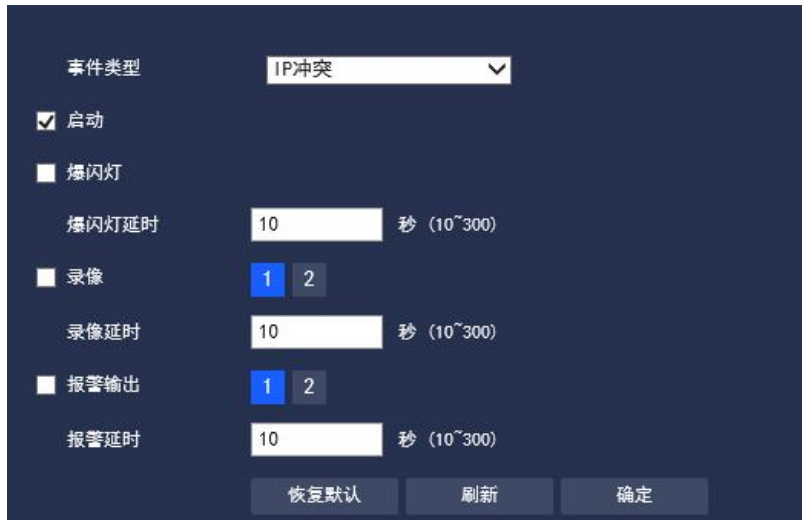 事件类型 IP冲突
启动
爆闪灯
爆闪灯延时 10 秒 (10~300)
录像 1 2
录像延时 10 秒 (10~300)
报警输出 1 2
报警延时 10 秒 (10~300)
恢复默认 刷新 确定